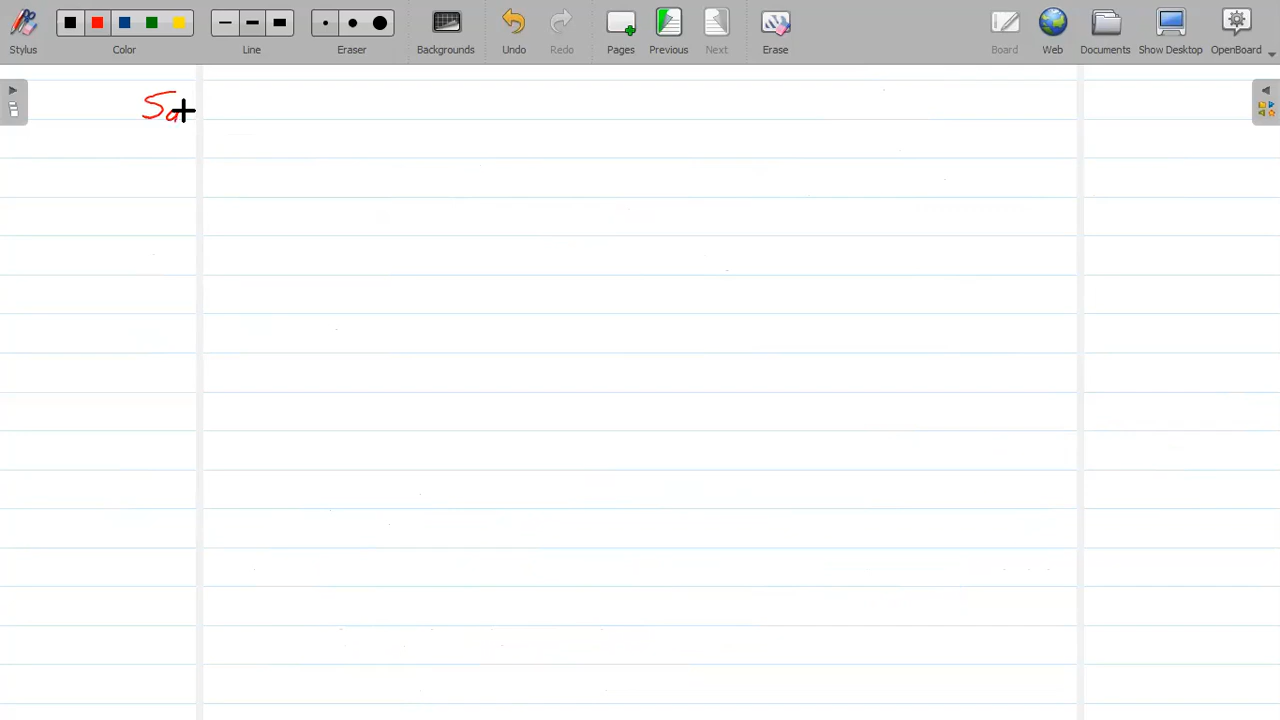 Stylus
Color
Line
Eraser
Backgrounds
Undo
Redo
Pages
Previous
Next
Erase
Board
Web
Documents
Show Desktop
OpenBoard
Sa